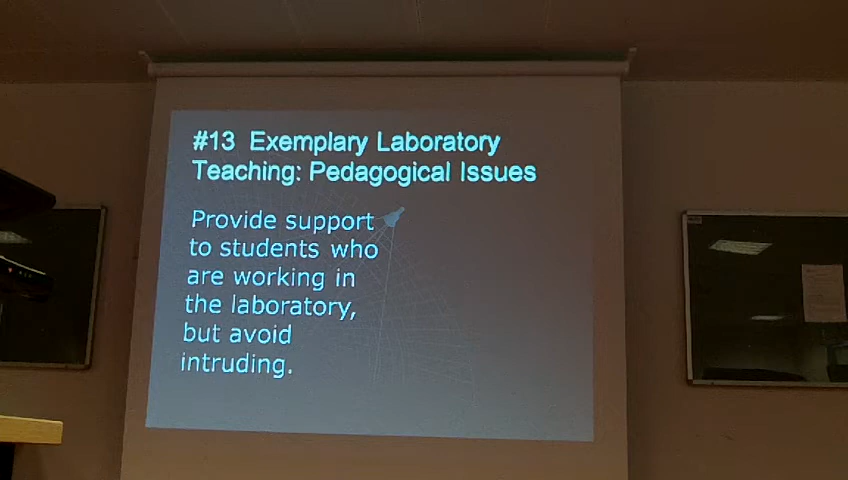 #13 Exemplary Laboratory
Teaching: Pedagogical Issues
Provide support
to students who
are working in
the laboratory,
but avoid
intruding.